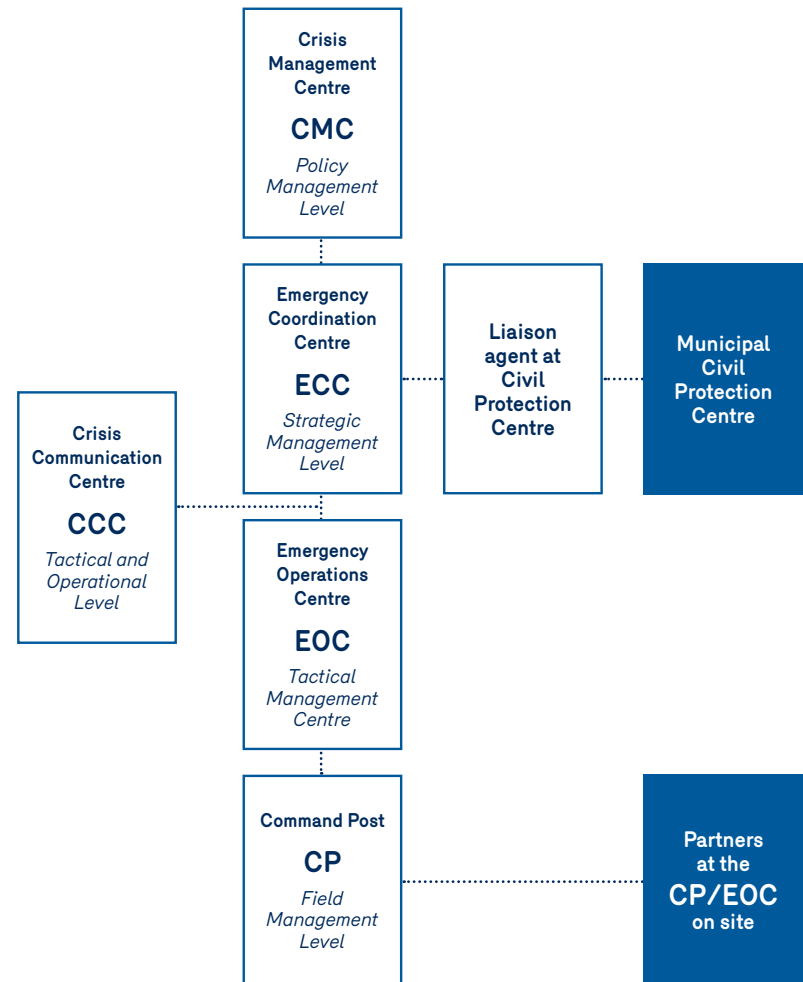 Crisis
Management
Centre
CMC
Policy
Management
Level
Emergency
Coordination
Centre
ECC
Strategic
Management
Level
Liaison
agent at
Civil
Protection
Centre
Municipal
Civil
Protection
Centre
Crisis
Communication
Centre
CCC
Tactical and
Operational
Level
Emergency
Operations
Centre
EOC
Tactical
Management
Centre
Command Post
CP
Field
Management
Level
Partners
at the
CP/EOC
on site